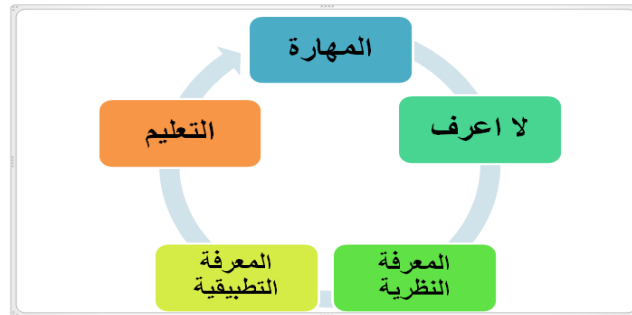 المهارة
لا اعرف
المعرفة
النظرية
المعرفة
التطبيقية
التعليم